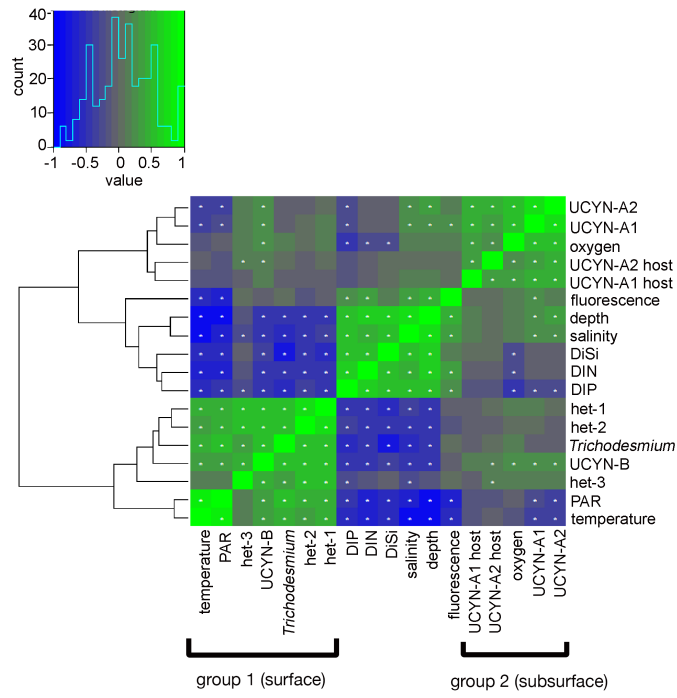 40
30
20
10
0
count
-1 -0.5 0 0.5 1
value
UCYN-A2
UCYN-A1
oxygen
UCYN-A2 host
UCYN-A1 host
fluorescence
depth
salinity
DiSi
DIN
DIP
het-1
het-2
Trichodesmium
UCYN-B
het-3
PAR
temperature
temperature
PAR
het-3
UCYN-B
Trichodesmium
het-2
het-1
DIP
DIN
DiSi
salinity
depth
fluorescence
UCYN-A1 host
UCYN-A2 host
oxygen
UCYN-A1
UCYN-A2
group 1 (surface)
group 2 (subsurface)